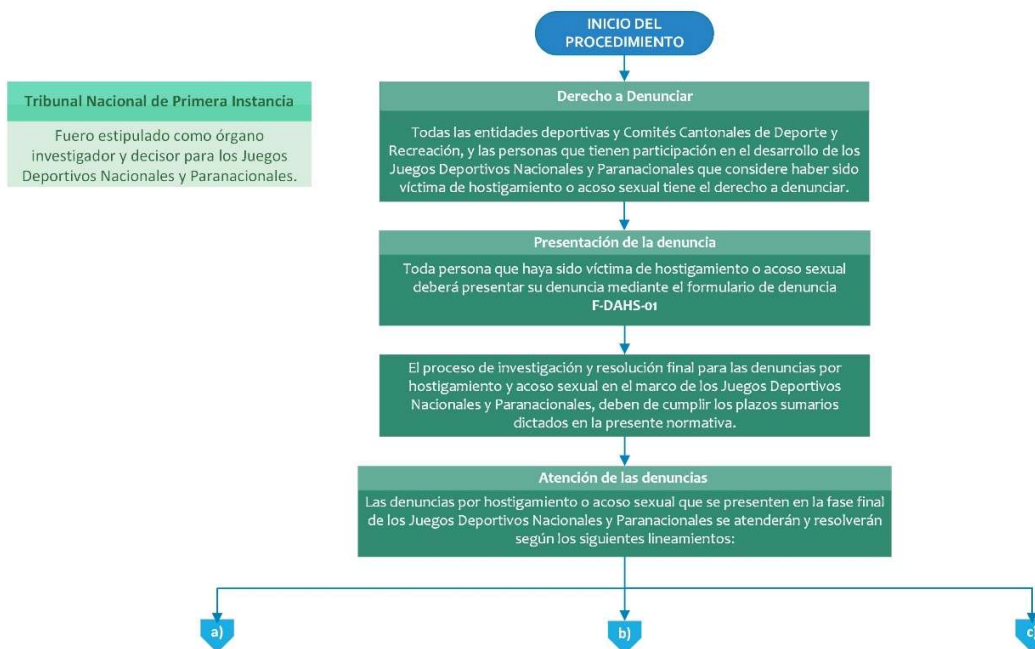 INICIO DEL
PROCEDIMIENTO
Tribunal Nacional de Primera Instancia
Fuero estipulado como órgano
investigador y decisor para los Juegos
Deportivos Nacionales y Paranacionales.
Derecho a Denunciar
Todas las entidades deportivas y Comités Cantonales de Deporte y
Recreación, y las personas que tienen participación en el desarrollo de los
Juegos Deportivos Nacionales y Paranacionales que considere haber sido
víctima de hostigamiento o acoso sexual tiene el derecho a denunciar.
Presentación de la denuncia
Toda persona que haya sido víctima de hostigamiento o acoso sexual
deberá presentar su denuncia mediante el formulario de denuncia
F-DAHS-01
El proceso de investigación y resolución final para las denuncias por
hostigamiento y acoso sexual en el marco de los Juegos Deportivos
Nacionales y Paranacionales, deben de cumplir los plazos sumarios
dictados en la presente normativa.
Atención de las denuncias
Las denuncias por hostigamiento o acoso sexual que se presenten en la fase final
de los Juegos Deportivos Nacionales y Paranacionales se atenderán y resolverán
según los siguientes lineamientos:
a)
b)
c)